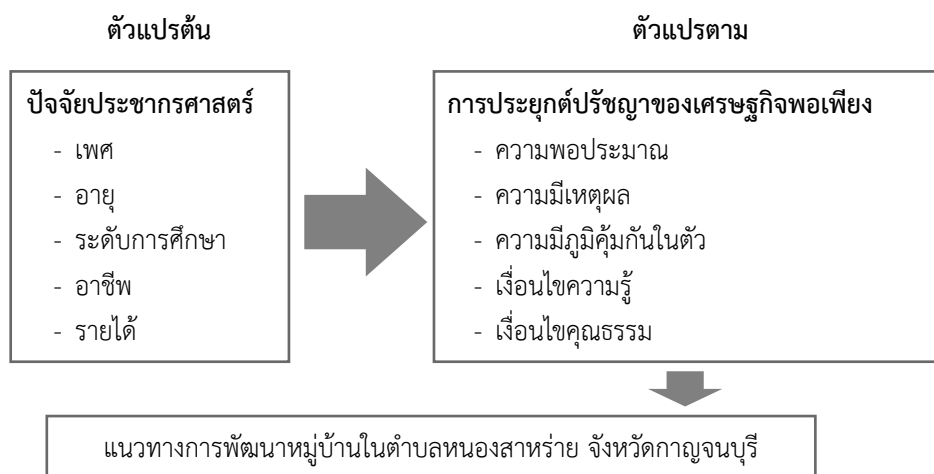 ตัวแปรต้น
ตัวแปรตาม
ปัจจัยประชากรศาสตร์
- เพศ
- อายุ
- ระดับการศึกษา
- อาชีพ
- รายได้
การประยุกต์ปรัชญาของเศรษฐกิจพอเพียง
- ความพอประมาณ
- ความมีเหตุผล
- ความมีภูมิคุ้มกันในตัว
- เงื่อนไขความรู้
- เงื่อนไขคุณธรรม
แนวทางการพัฒนาหมู่บ้านในตำบลหนองสาหร่าย จังหวัดกาญจนบุรี